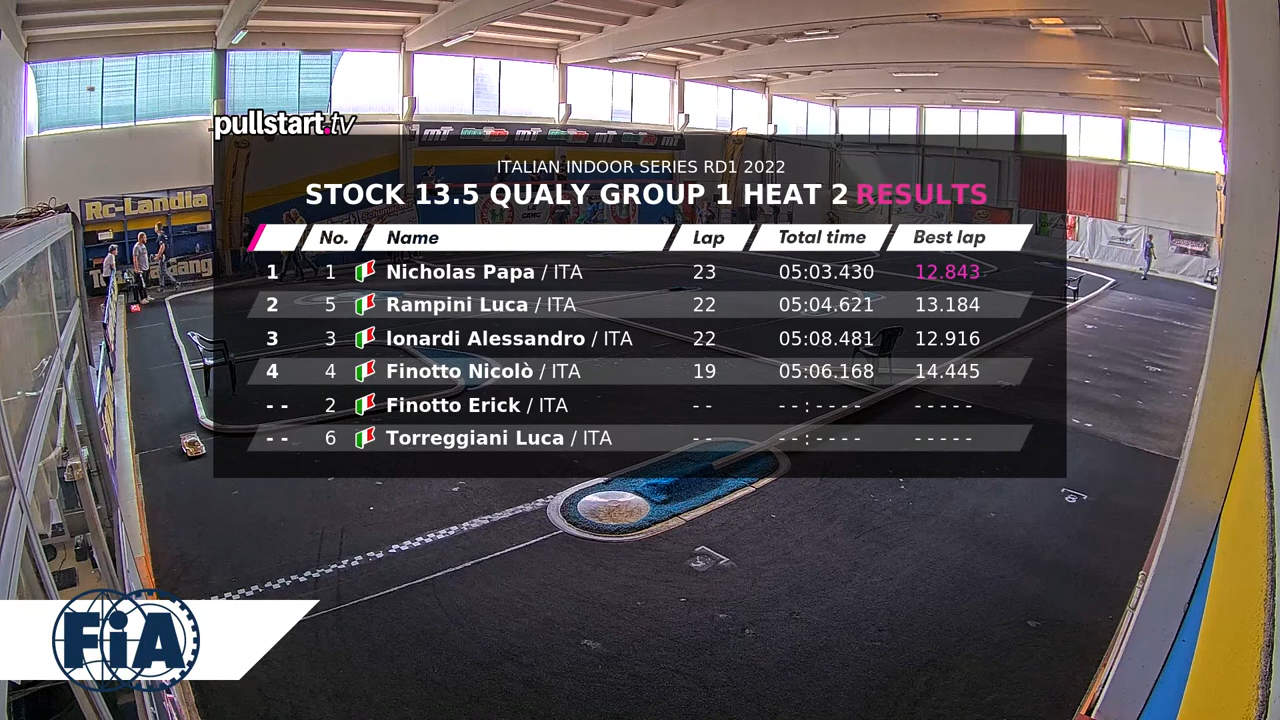 pullstart.tv
ITALIAN INDOOR SERIES RD1 2022
STOCK 13.5 QUALY GROUP 1 HEAT 2 RESULTS
No. Name Lap Total time Best lap
1 1 Nicholas Papa / ITA 23 05:03.430 12.843
2 5 Rampini Luca / ITA 22 05:04.621 13.184
3 3 Ionardi Alessandro / ITA 22 05:08.481 12.916
4 4 Finotto Nicolò / ITA 19 05:06.168 14.445
- - 2 Finotto Erick / ITA - - - - : - - - - - - - - -
- - 6 Torreggiani Luca / ITA - - - - : - - - - - - - - -
Rc-Landia
FiA